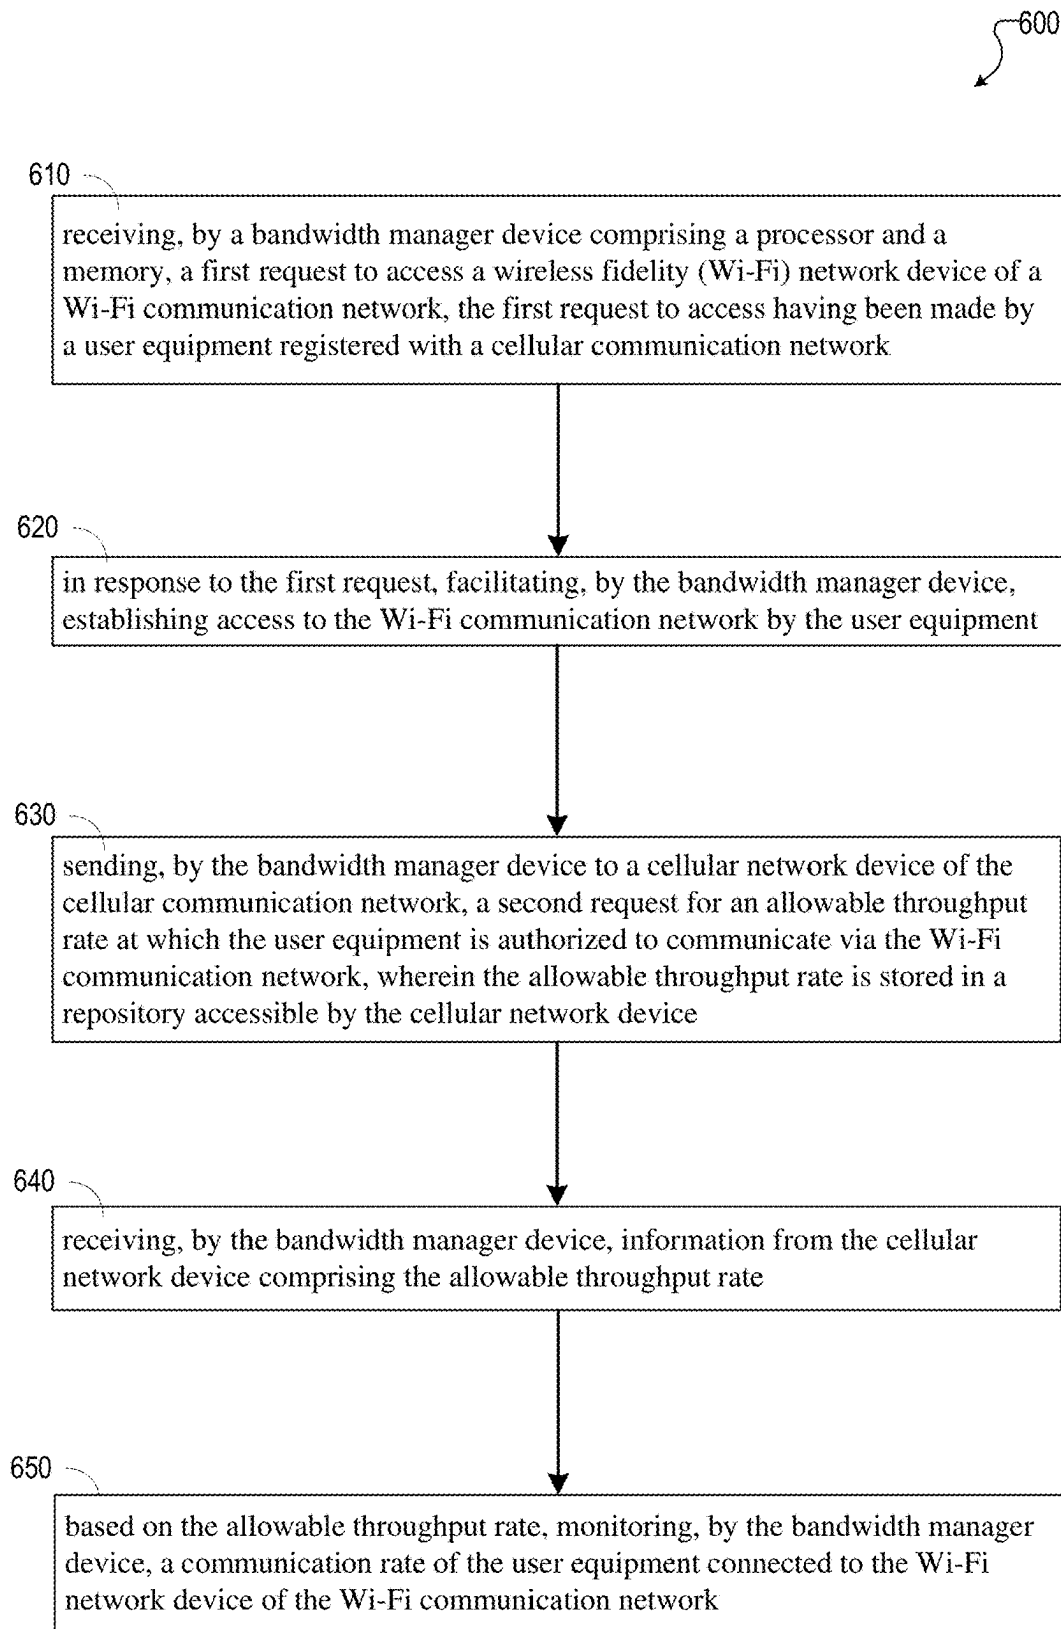 600
610
receiving, by a bandwidth manager device comprising a processor and a
memory, a first request to access a wireless fidelity (Wi-Fi) network device of a
Wi-Fi communication network, the first request to access having been made by
a user equipment registered with a cellular communication network
620
in response to the first request, facilitating, by the bandwidth manager device,
establishing access to the Wi-Fi communication network by the user equipment
630
sending, by the bandwidth manager device to a cellular network device of the
cellular communication network, a second request for an allowable throughput
rate at which the user equipment is authorized to communicate via the Wi-Fi
communication network, wherein the allowable throughput rate is stored in a
repository accessible by the cellular network device
640
receiving, by the bandwidth manager device, information from the cellular
network device comprising the allowable throughput rate
650
based on the allowable throughput rate, monitoring, by the bandwidth manager
device, a communication rate of the user equipment connected to the Wi-Fi
network device of the Wi-Fi communication network